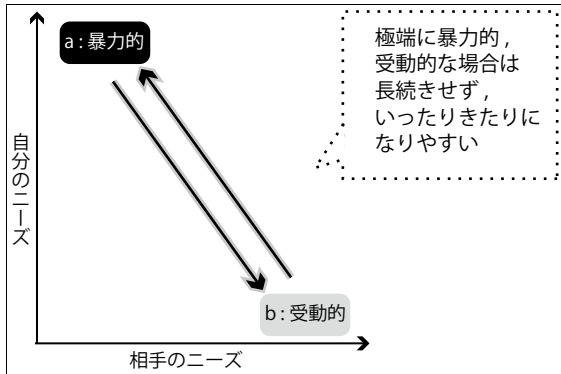 a : 暴力的
極端に暴力的 ,
受動的な場合は
長続きせず ,
いったりきたりに
なりやすい
自分のニーズ
b : 受動的
相手のニーズ